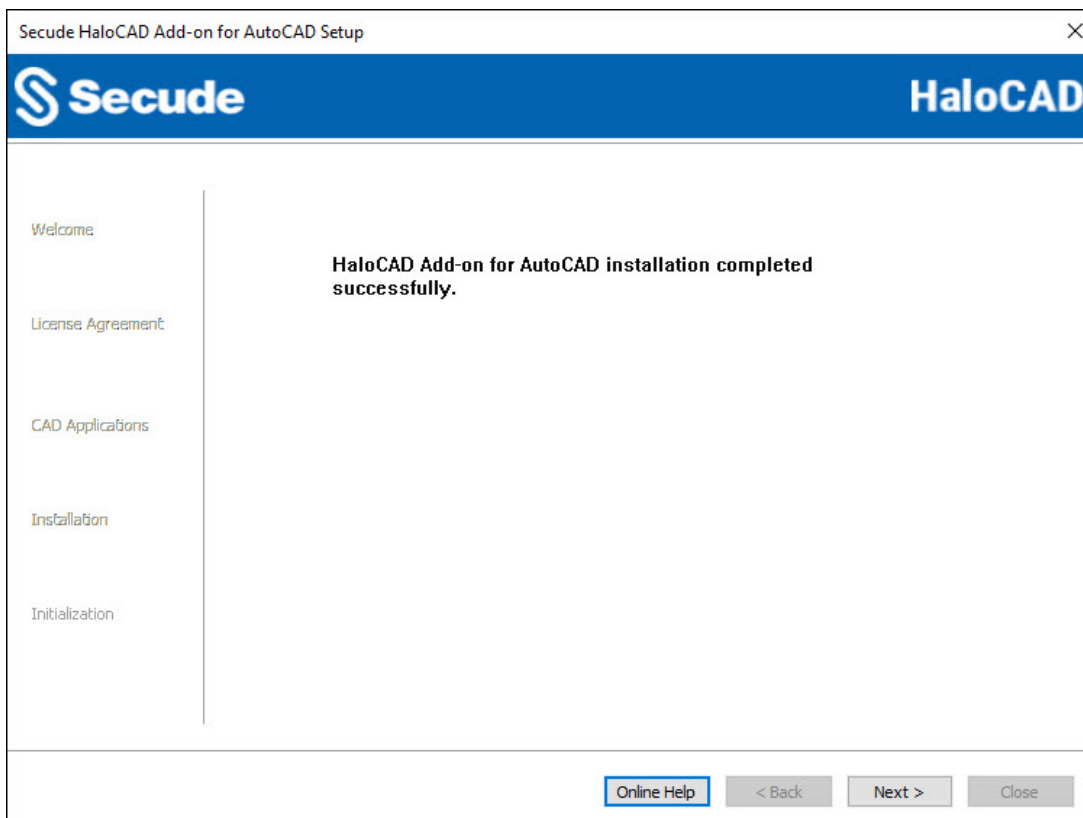 Secude HaloCAD Add-on for AutoCAD Setup
Secude
HaloCAD
Welcome
License Agreement
CAD Applications
Installation
Initialization
HaloCAD Add-on for AutoCAD installation completed
successfully.
Online Help
< Back
Next >
Close